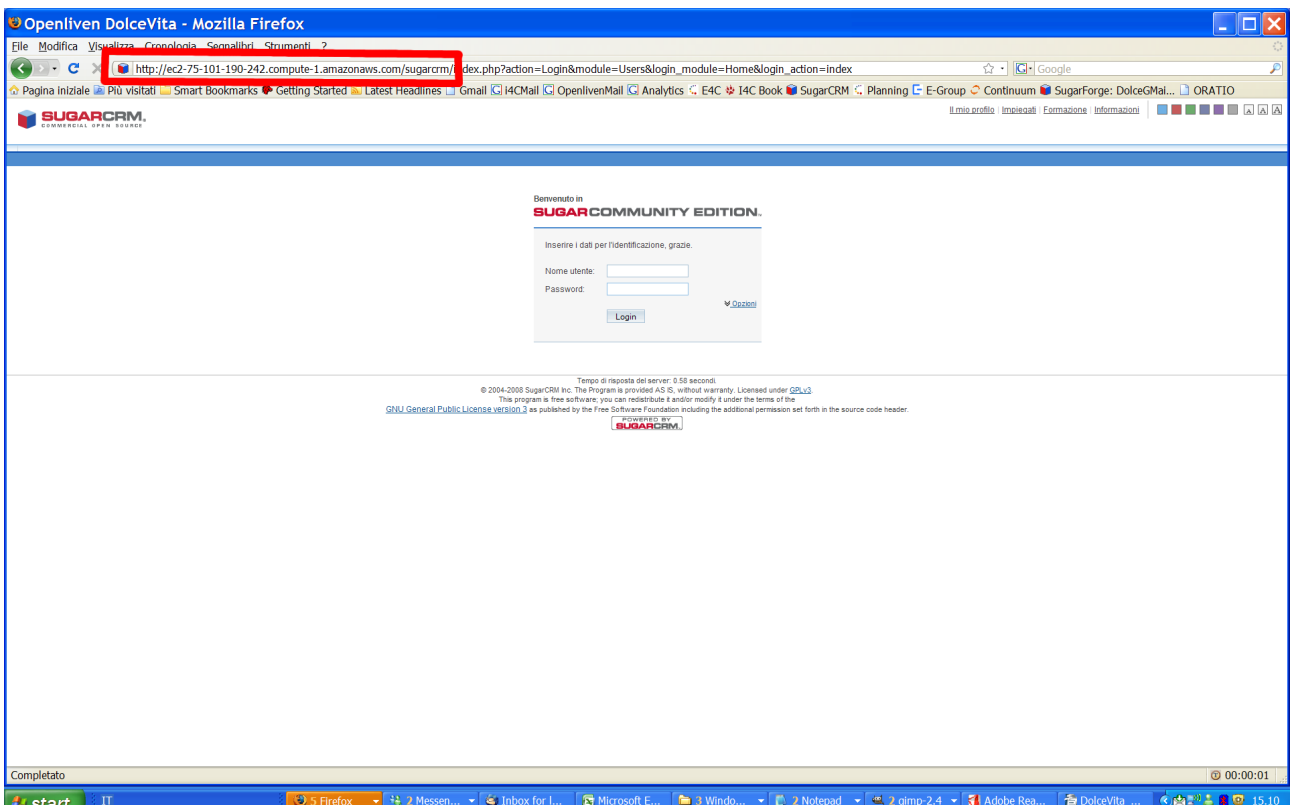 Openliven DolceVita - Mozilla Firefox
File Modifica Visualizza Cronologia Segnalibri Strumenti ?
http://ec2-75-101-190-242.compute-1.amazonaws.com/sugarcrm/index.php?action=Login&module=Users&login_module=Home&login_action=index Google
Pagina iniziale Più visitati Smart Bookmarks Getting Started Latest Headlines Gmail i4CMail OpenlivenMail Analytics E4C I4C Book SugarCRM Planning E-Group Continuum SugarForge: DolceGMai... ORATIO
SUGARCRM.
COMMERCIAL OPEN SOURCE
Il mio profilo | Impiegati | Formazione | Informazioni A A A
Benvenuto in
SUGARCOMMUNITY EDITION.
Inserire i dati per l'identificazione, grazie.
Nome utente:
Password:
Opzioni
Login
Tempo di risposta del server: 0.58 secondi.
© 2004-2008 SugarCRM Inc. The Program is provided AS IS, without warranty. Licensed under GPLv3.
This program is free software; you can redistribute it and/or modify it under the terms of the
GNU General Public License version 3 as published by the Free Software Foundation including the additional permission set forth in the source code header.
POWERED BY
SUGARCRM.
Completato 00:00:01
start IT 5 Firefox 2 Messen... Inbox for I... Microsoft E... 3 Windo... 2 Notepad 2 gimp-2.4 Adobe Rea... DolceVita ... 15.10